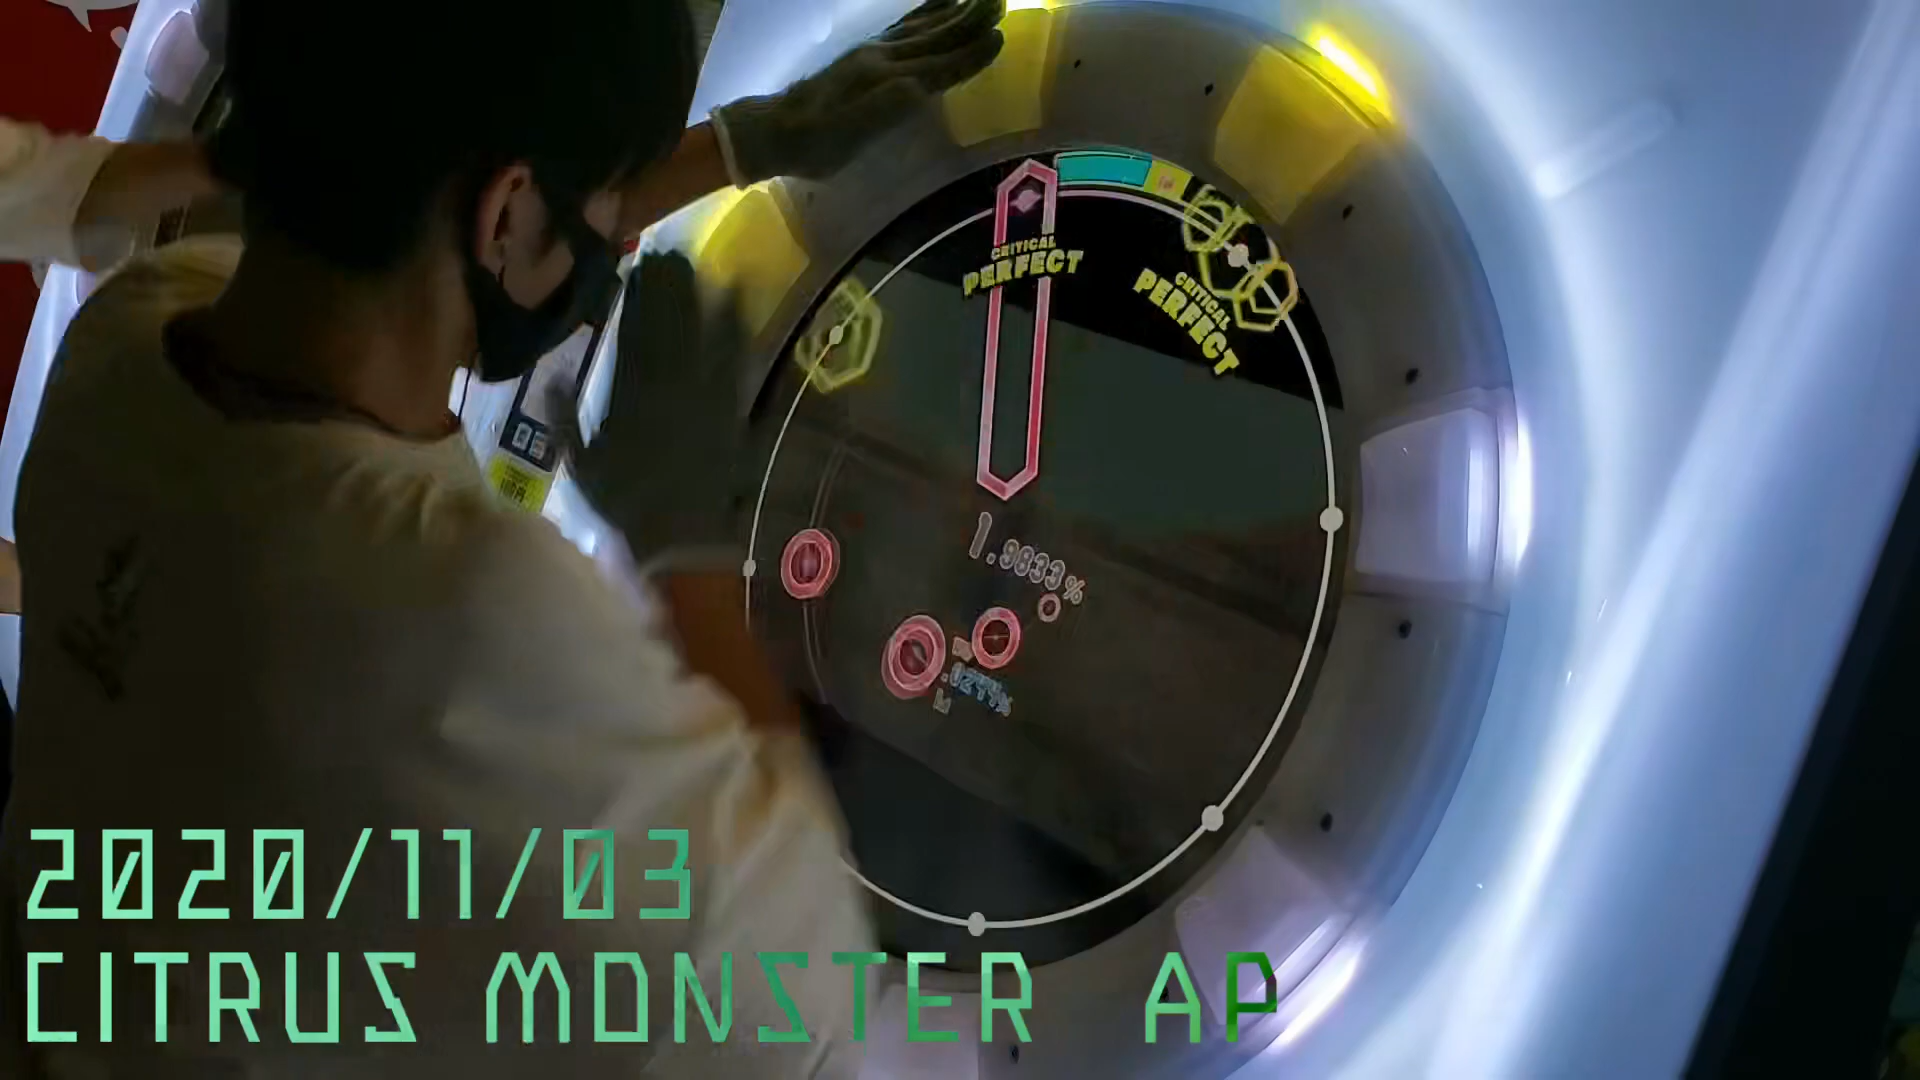 CRITICAL
PERFECT
CRITICAL
PERFECT
1.9833%
2020/11/03
CITRUS MONSTER AP